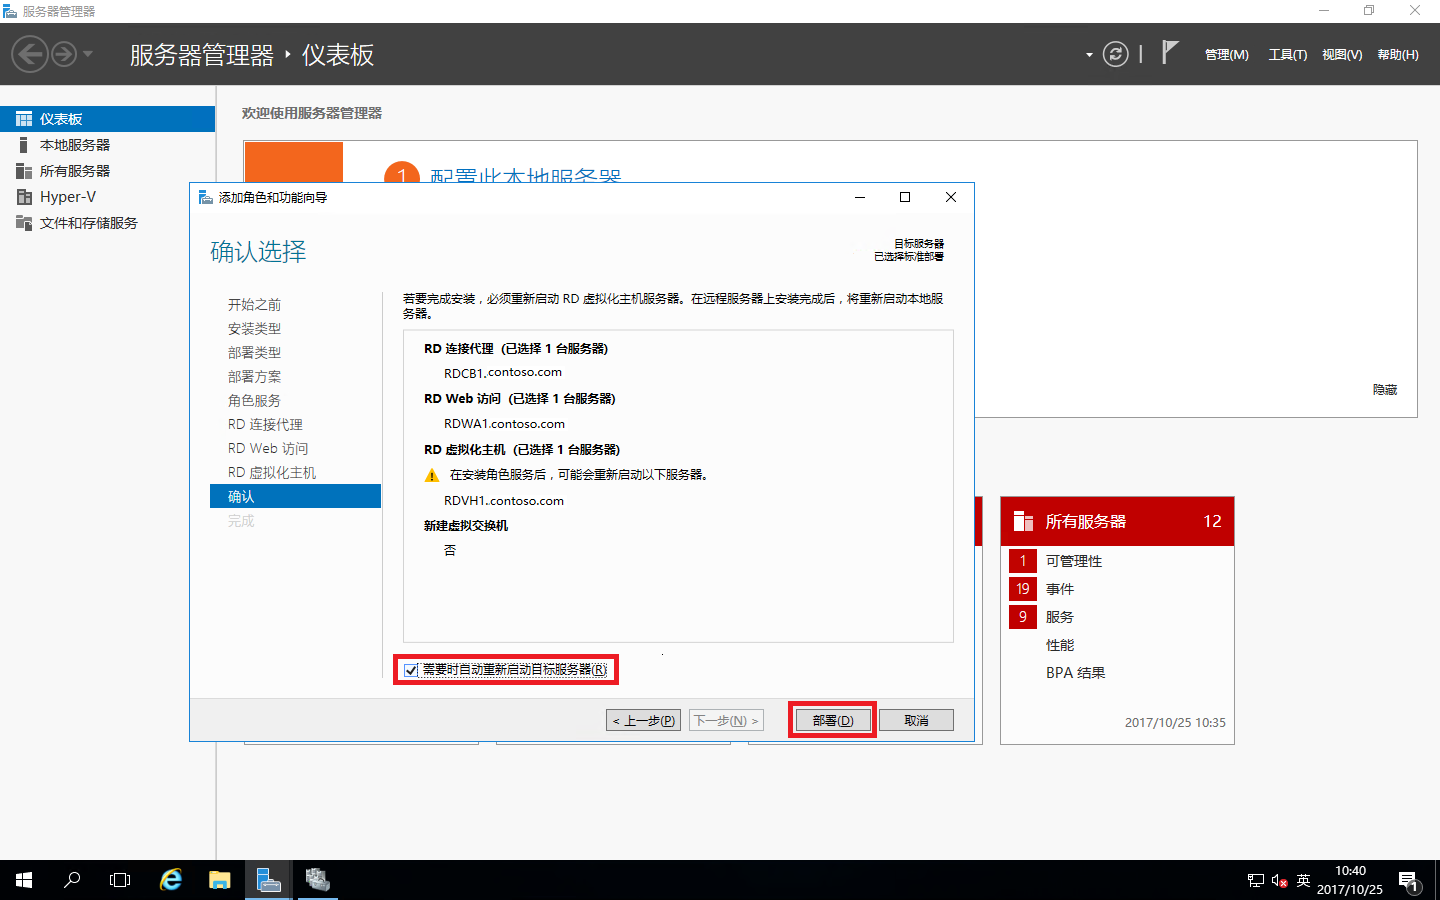 服务器管理器
服务器管理器 · 仪表板
管理(M) 工具(T) 视图(V) 帮助(H)
仪表板
本地服务器
所有服务器
Hyper-V
文件和存储服务
欢迎使用服务器管理器
1 配置此本地服务器
隐藏
添加角色和功能向导
确认选择
目标服务器
已选择标准部署
开始之前
安装类型
部署类型
部署方案
角色服务
RD 连接代理
RD Web 访问
RD 虚拟化主机
确认
完成
若要完成安装，必须重新启动 RD 虚拟化主机服务器。在远程服务器上安装完成后，将重新启动本地服
务器。
RD 连接代理 (已选择 1 台服务器)
RDCB1.contoso.com
RD Web 访问 (已选择 1 台服务器)
RDWA1.contoso.com
RD 虚拟化主机 (已选择 1 台服务器)
在安装角色服务后，可能会重新启动以下服务器。
RDVH1.contoso.com
新建虚拟交换机
否
需要时自动重新启动目标服务器(R)
< 上一步(P) 下一步(N) > 部署(D) 取消
所有服务器 12
1 可管理性
19 事件
9 服务
性能
BPA 结果
2017/10/25 10:35
英
10:40
2017/10/25
1